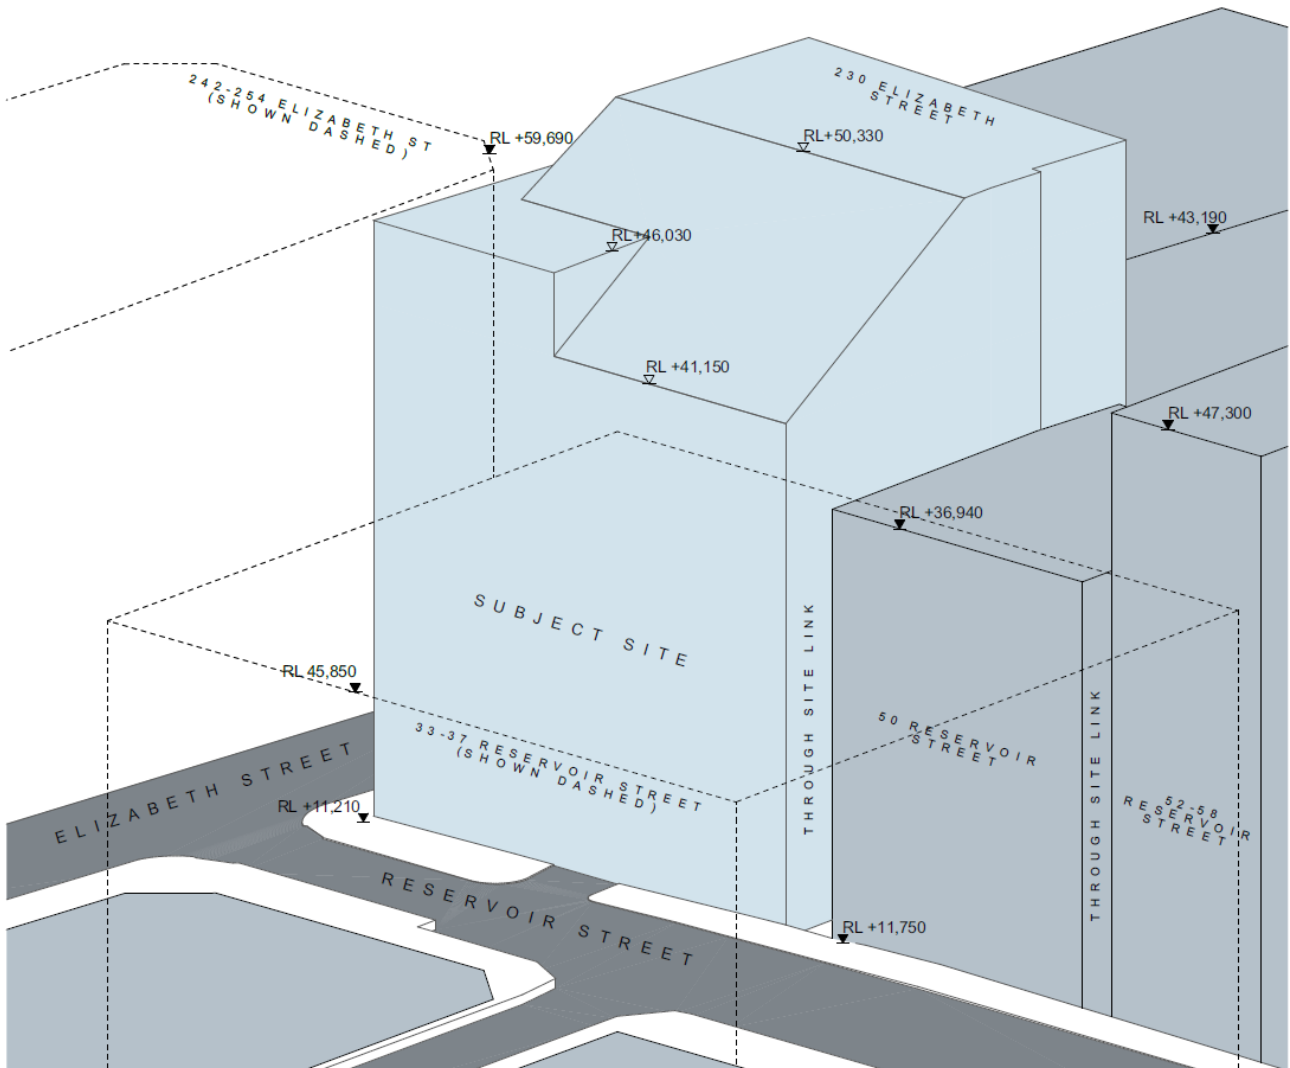 242-254 ELIZABETH ST
(SHOWN DASHED)
230 ELIZABETH
STREET
RL +59,690
RL+50,330
RL +43,190
RL+46,030
RL +41,150
RL +47,300
RL +36,940
SUBJECT SITE
THROUGH SITE LINK
RL 45,850
33-37 RESERVOIR STREET
(SHOWN DASHED)
50 RESERVOIR
STREET
THROUGH SITE LINK
52-58
RESERVOIR
STREET
ELIZABETH STREET
RL +11,210
RESERVOIR STREET
RL +11,750